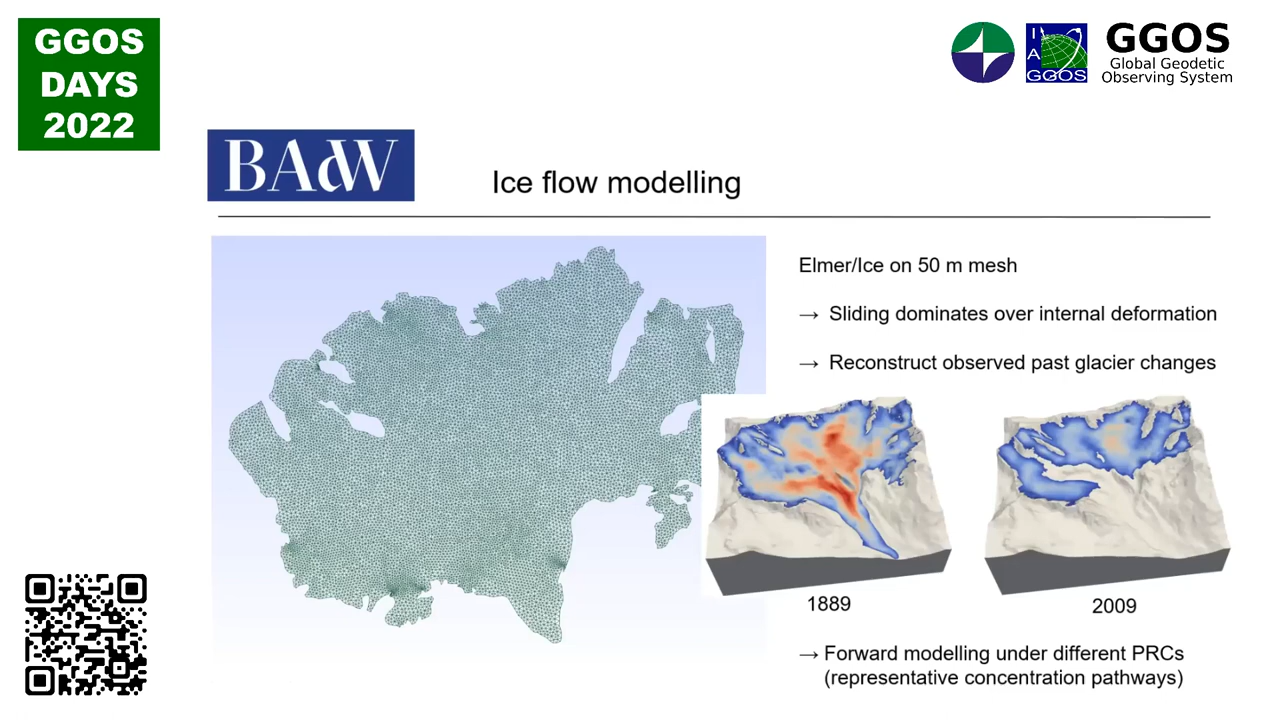 GGOS
DAYS
2022
I
A
GGOS
GGOS
Global Geodetic
Observing System
BAdW
Ice flow modelling
Elmer/Ice on 50 m mesh
→ Sliding dominates over internal deformation
→ Reconstruct observed past glacier changes
1889
2009
→ Forward modelling under different PRCs
(representative concentration pathways)